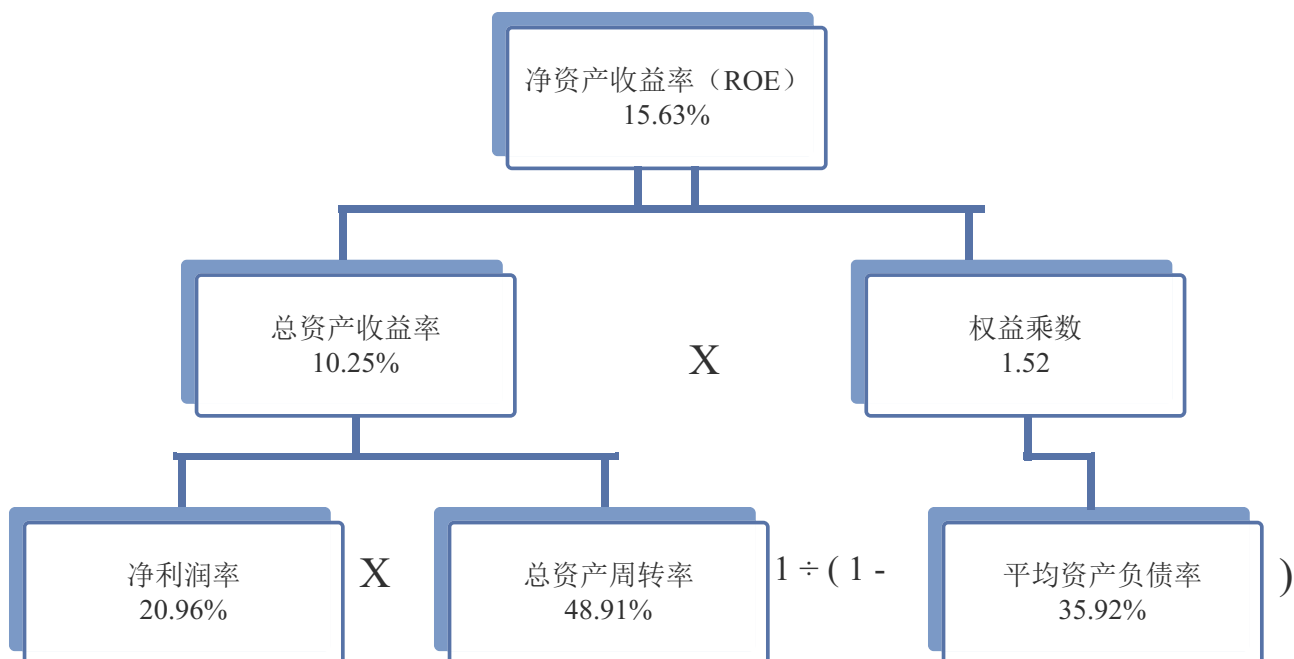 净资产收益率（ROE）
15.63%
总资产收益率
10.25%
X
权益乘数
1.52
净利润率
20.96%
X
总资产周转率
48.91%
1 ÷ ( 1 -
平均资产负债率
35.92%
)